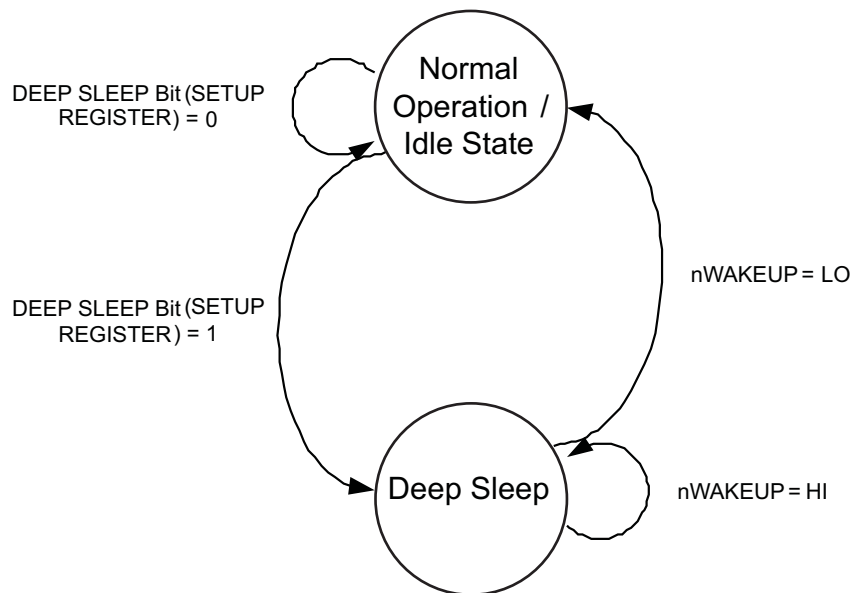 Normal
Operation / 
Idle State
DEEP SLEEP Bit (SETUP
REGISTER) = 0
nWAKEUP = LO
DEEP SLEEP Bit (SETUP
REGISTER) = 1
Deep Sleep
nWAKEUP = HI